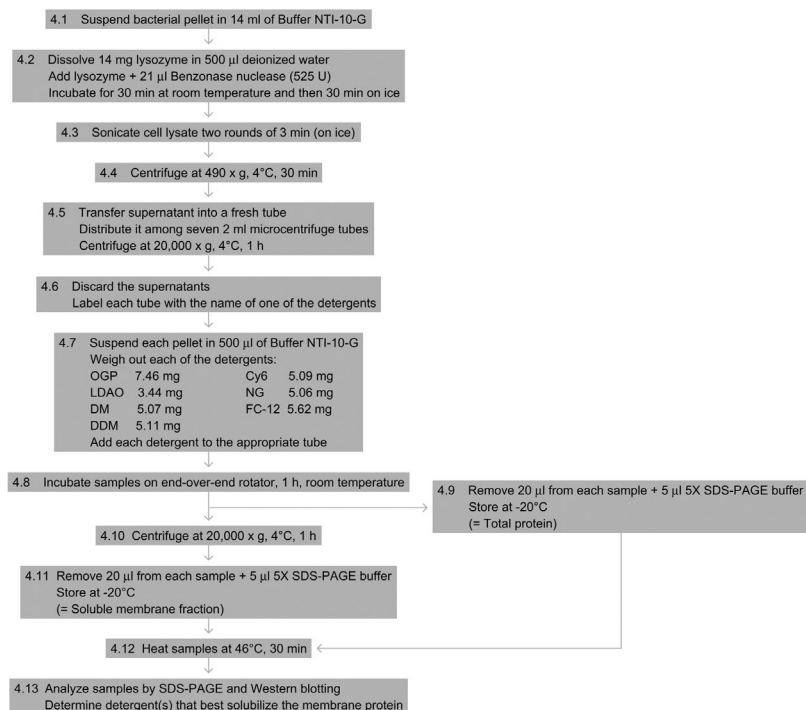 4.1 Suspend bacterial pellet in 14 ml of Buffer NTI-10-G
4.2 Dissolve 14 mg lysozyme in 500 µl deionized water
Add lysozyme + 21 µl Benzonase nuclease (525 U)
Incubate for 30 min at room temperature and then 30 min on ice
4.3 Sonicate cell lysate two rounds of 3 min (on ice)
4.4 Centrifuge at 490 x g, 4°C, 30 min
4.5 Transfer supernatant into a fresh tube
Distribute it among seven 2 ml microcentrifuge tubes
Centrifuge at 20,000 x g, 4°C, 1 h
4.6 Discard the supernatants
Label each tube with the name of one of the detergents
4.7 Suspend each pellet in 500 µl of Buffer NTI-10-G
Weigh out each of the detergents:
OGP 7.46 mg Cy6 5.09 mg
LDAO 3.44 mg NG 5.06 mg
DM 5.07 mg FC-12 5.62 mg
DDM 5.11 mg
Add each detergent to the appropriate tube
4.8 Incubate samples on end-over-end rotator, 1 h, room temperature
4.9 Remove 20 µl from each sample + 5 µl 5X SDS-PAGE buffer
Store at -20°C
(= Total protein)
4.10 Centrifuge at 20,000 x g, 4°C, 1 h
4.11 Remove 20 µl from each sample + 5 µl 5X SDS-PAGE buffer
Store at -20°C
(= Soluble membrane fraction)
4.12 Heat samples at 46°C, 30 min
4.13 Analyze samples by SDS-PAGE and Western blotting
Determine detergent(s) that best solubilize the membrane protein